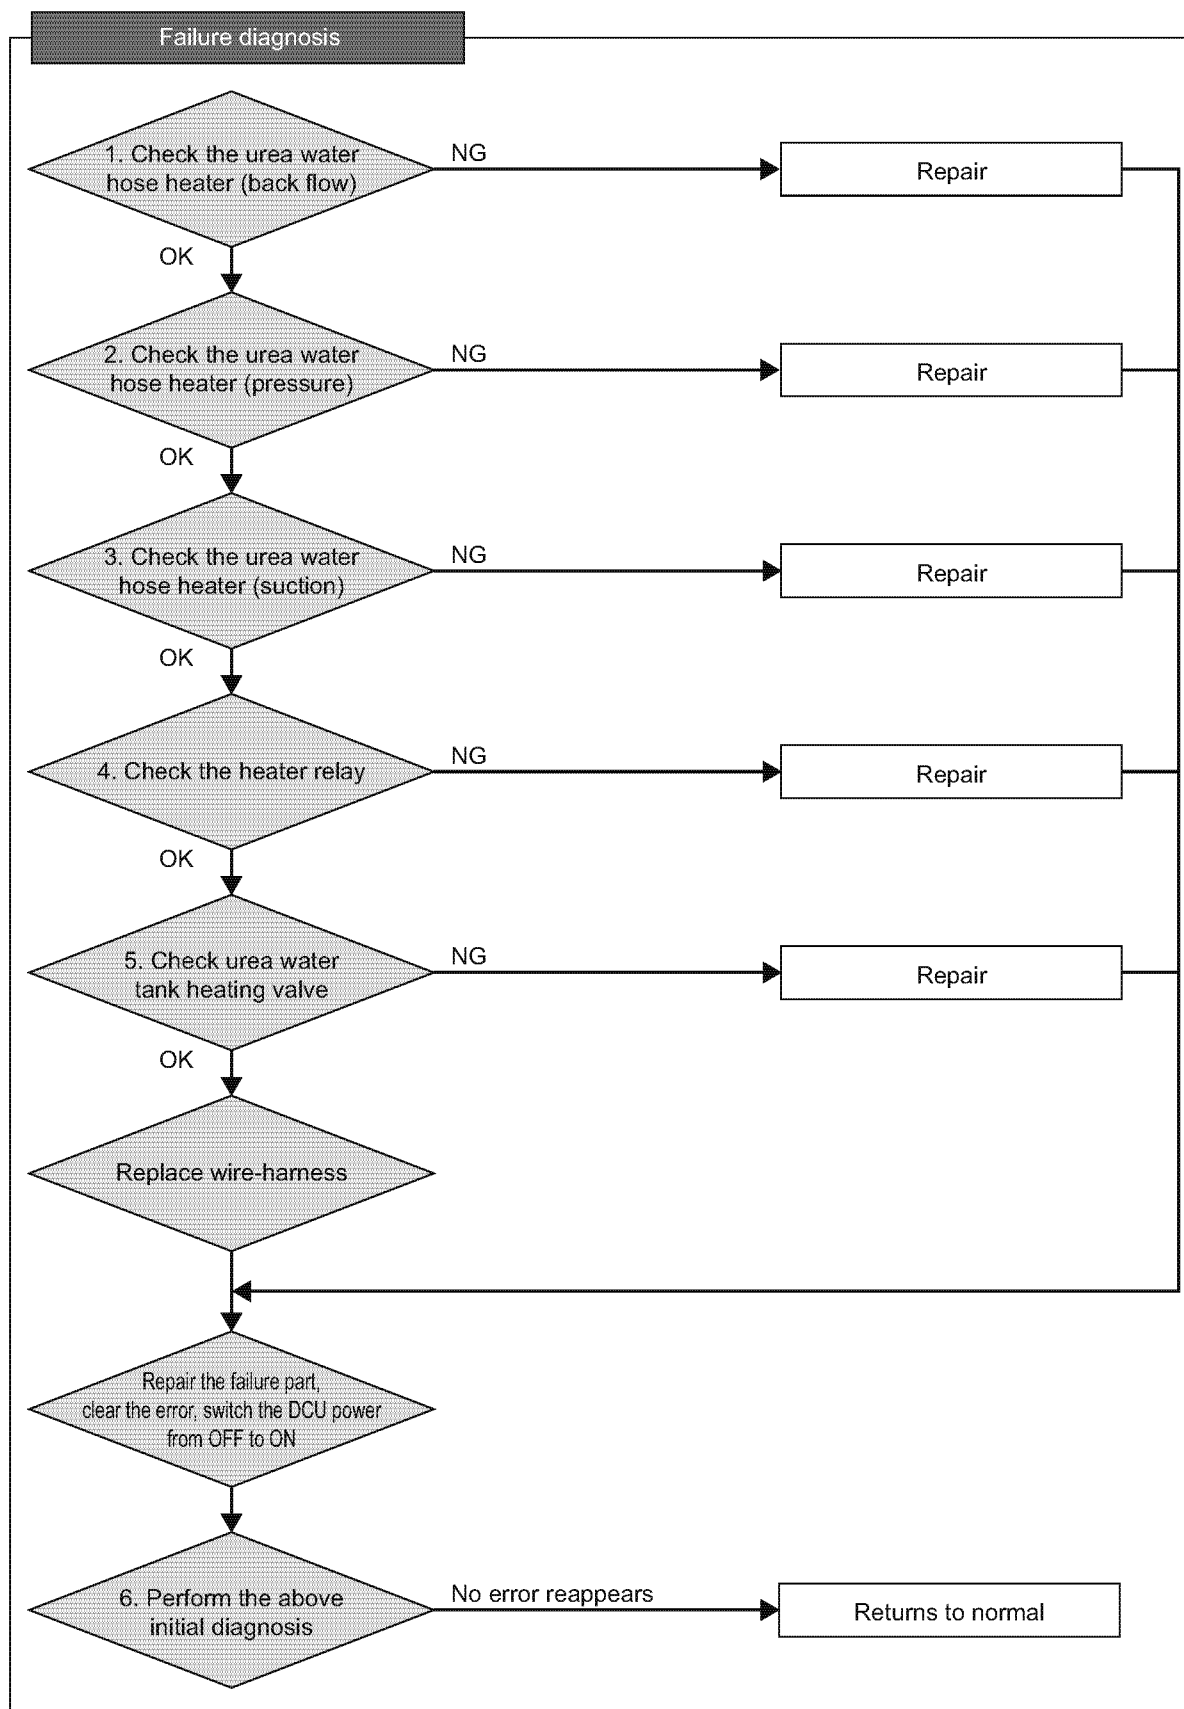 Failure diagnosis
1. Check the urea water
hose heater (back flow)
NG
Repair
OK
2. Check the urea water
hose heater (pressure)
NG
Repair
OK
3. Check the urea water
hose heater (suction)
NG
Repair
OK
4. Check the heater relay
NG
Repair
OK
5. Check urea water
tank heating valve
NG
Repair
OK
Replace wire-harness
Repair the failure part,
clear the error, switch the DCU power
from OFF to ON
6. Perform the above
initial diagnosis
No error reappears
Returns to normal